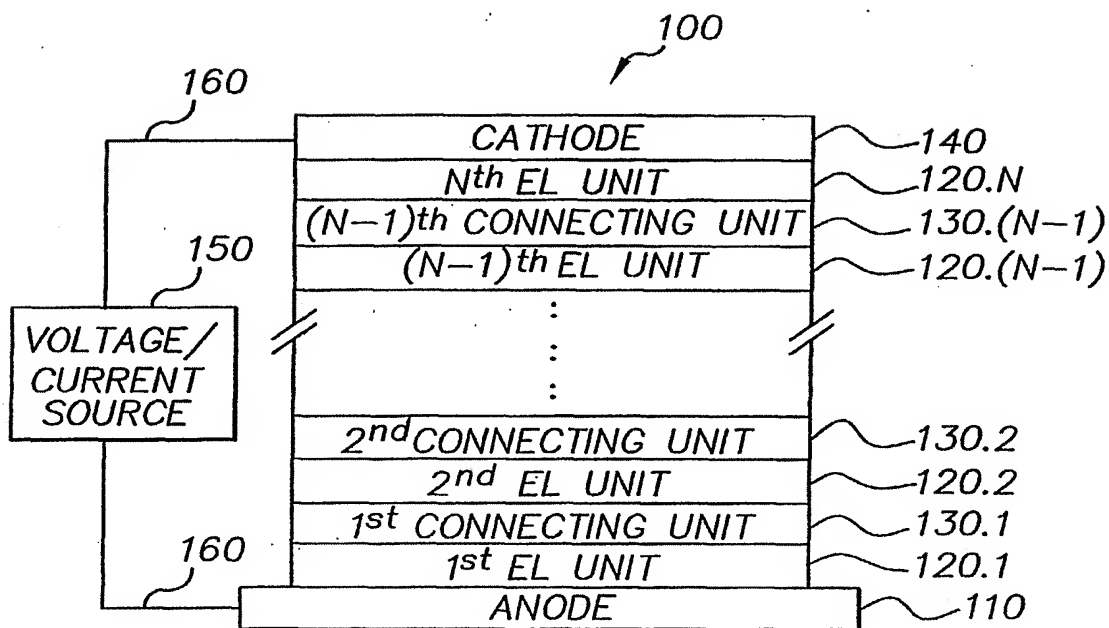 100
160
CATHODE
140
Nth EL UNIT
120.N
(N-1)th CONNECTING UNIT
130.(N-1)
(N-1)th EL UNIT
120.(N-1)
150
VOLTAGE/
CURRENT
SOURCE
2nd CONNECTING UNIT
130.2
2nd EL UNIT
120.2
1st CONNECTING UNIT
130.1
1st EL UNIT
120.1
160
ANODE
110